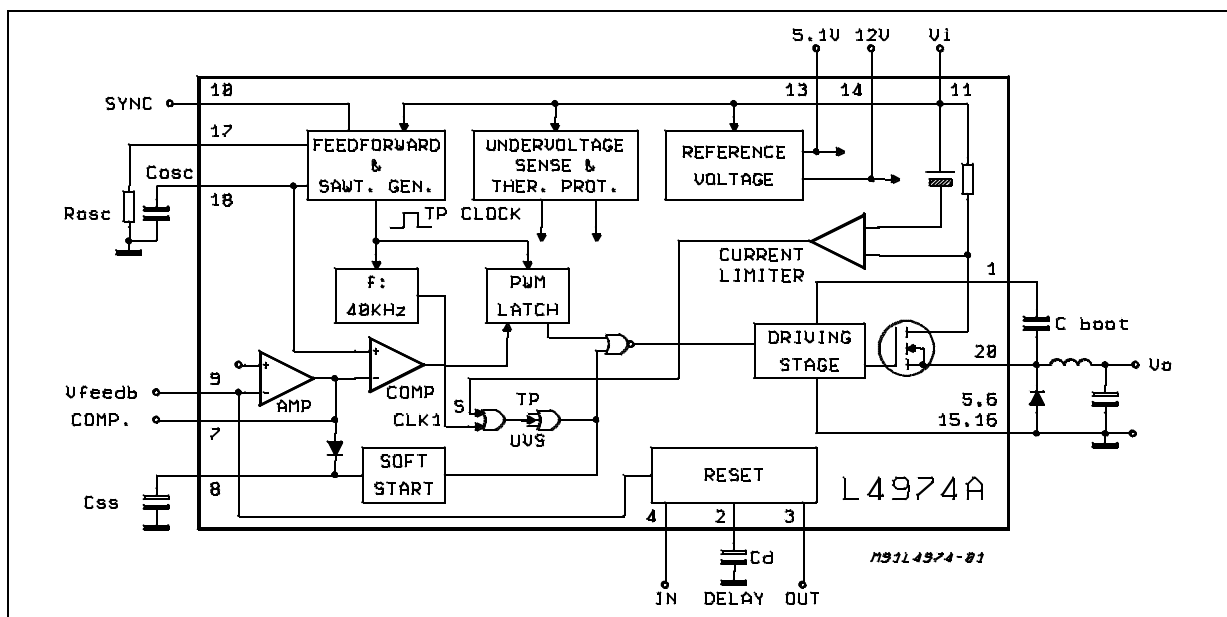 5.1V 12V Vi
10 13 14 11
SYNC
17
FEEDFORWARD
&
SAWT. GEN.
UNDERVOLTAGE
SENSE &
THER. PROT.
REFERENCE
VOLTAGE
Cosc
18
Rosc
TP CLOCK
CURRENT
LIMITER
F:
40KHz
PWM
LATCH
1
C boot
DRIVING
STAGE
20
Vo
+
-
AMP
+
-
COMP
9
Vfeedb
COMP.
7
S
CLK1
TP
UVS
5.6
15.16
SOFT
START
8
Css
RESET
L4974A
4 2 3
Cd
M91L4974-01
IN DELAY OUT